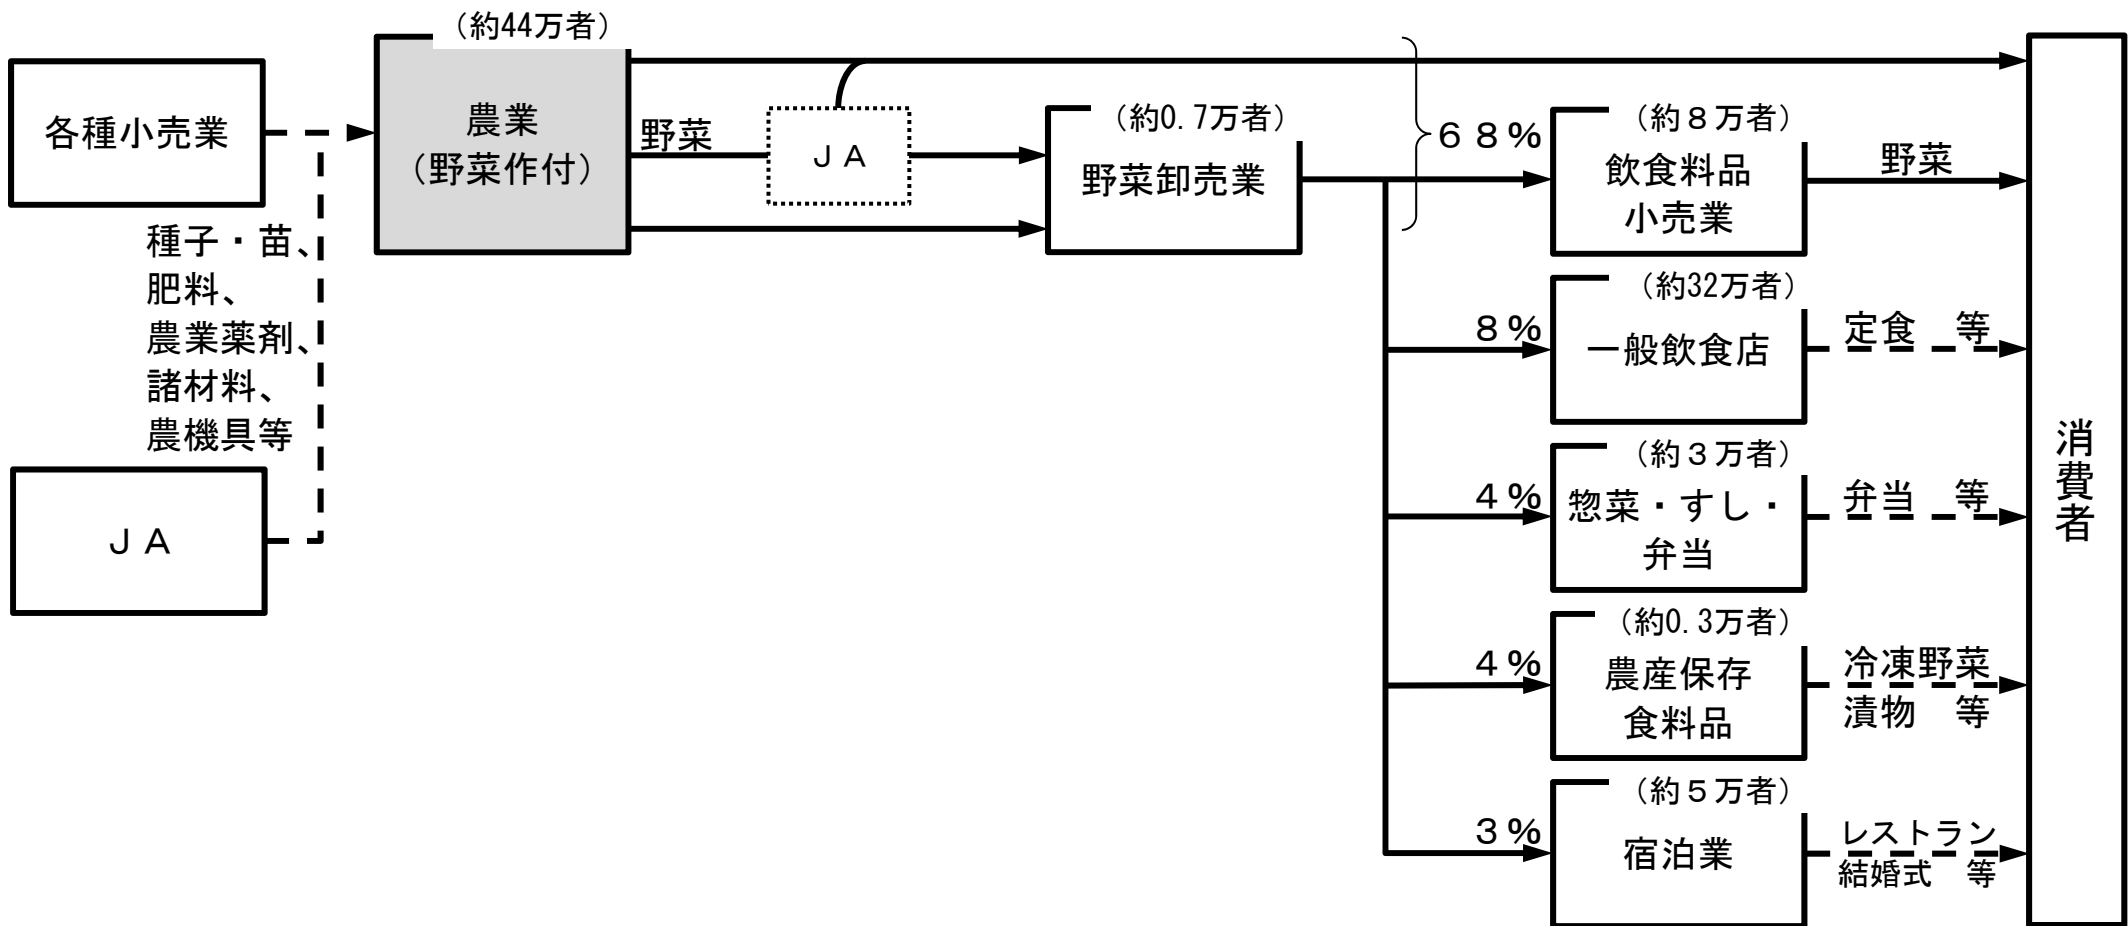 （約44万者）
各種小売業
農業
（野菜作付）
野菜
ＪＡ
（約0.7万者）
野菜卸売業
６８％
（約８万者）
飲食料品
小売業
野菜
種子・苗、
肥料、
農業薬剤、
諸材料、
農機具等
ＪＡ
８％
（約32万者）
一般飲食店
定食　等
４％
（約３万者）
惣菜・すし・
弁当
弁当　等
４％
（約0.3万者）
農産保存
食料品
冷凍野菜
漬物　等
３％
（約５万者）
宿泊業
レストラン
結婚式　等
消費者